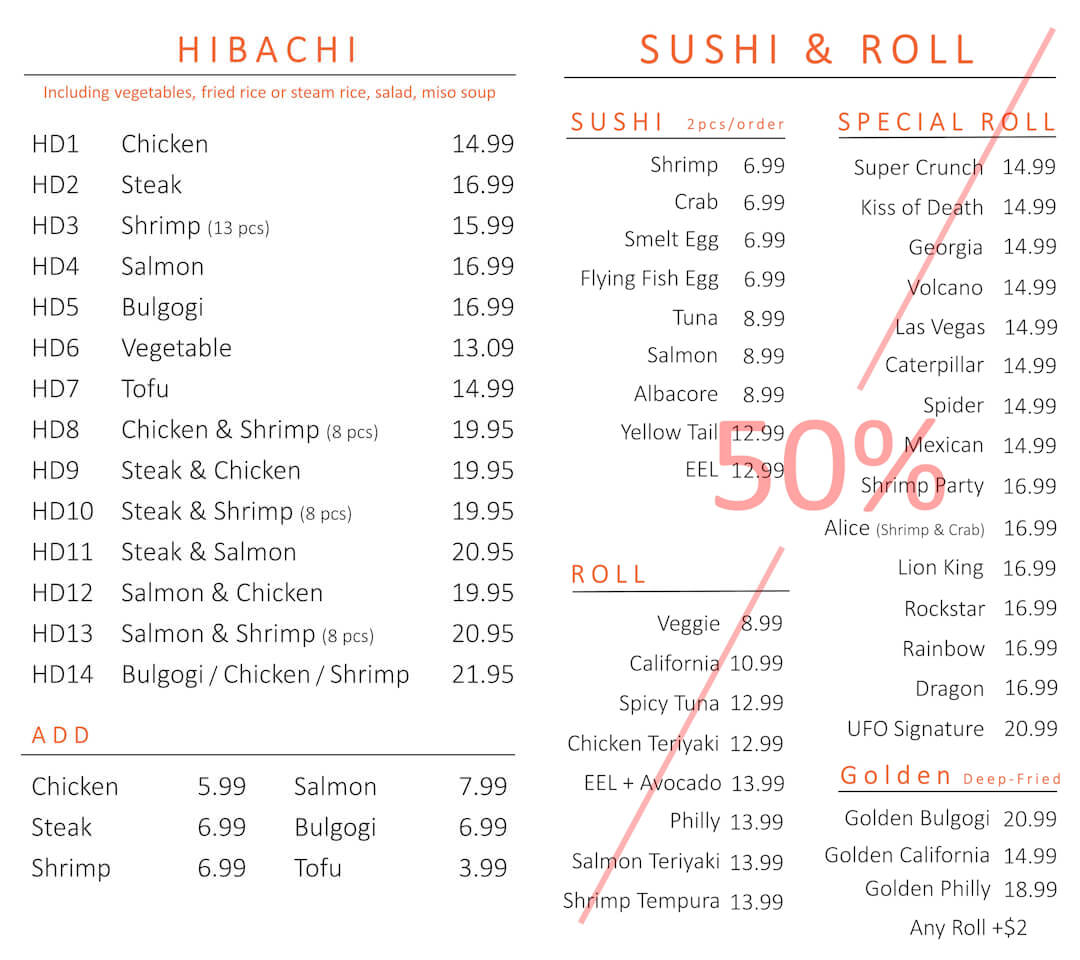 HIBACHI
Including vegetables, fried rice or steam rice, salad, miso soup
HD1 Chicken 14.99
HD2 Steak 16.99
HD3 Shrimp (13 pcs) 15.99
HD4 Salmon 16.99
HD5 Bulgogi 16.99
HD6 Vegetable 13.09
HD7 Tofu 14.99
HD8 Chicken & Shrimp (8 pcs) 19.95
HD9 Steak & Chicken 19.95
HD10 Steak & Shrimp (8 pcs) 19.95
HD11 Steak & Salmon 20.95
HD12 Salmon & Chicken 19.95
HD13 Salmon & Shrimp (8 pcs) 20.95
HD14 Bulgogi / Chicken / Shrimp 21.95
ADD
Chicken 5.99 Salmon 7.99
Steak 6.99 Bulgogi 6.99
Shrimp 6.99 Tofu 3.99
SUSHI & ROLL
SUSHI 2pcs/order
Shrimp 6.99
Crab 6.99
Smelt Egg 6.99
Flying Fish Egg 6.99
Tuna 8.99
Salmon 8.99
Albacore 8.99
Yellow Tail 12.99
EEL 12.99
50%
ROLL
Veggie 8.99
California 10.99
Spicy Tuna 12.99
Chicken Teriyaki 12.99
EEL + Avocado 13.99
Philly 13.99
Salmon Teriyaki 13.99
Shrimp Tempura 13.99
SPECIAL ROLL
Super Crunch 14.99
Kiss of Death 14.99
Georgia 14.99
Volcano 14.99
Las Vegas 14.99
Caterpillar 14.99
Spider 14.99
Mexican 14.99
Shrimp Party 16.99
Alice (Shrimp & Crab) 16.99
Lion King 16.99
Rockstar 16.99
Rainbow 16.99
Dragon 16.99
UFO Signature 20.99
Golden Deep-Fried
Golden Bulgogi 20.99
Golden California 14.99
Golden Philly 18.99
Any Roll +$2